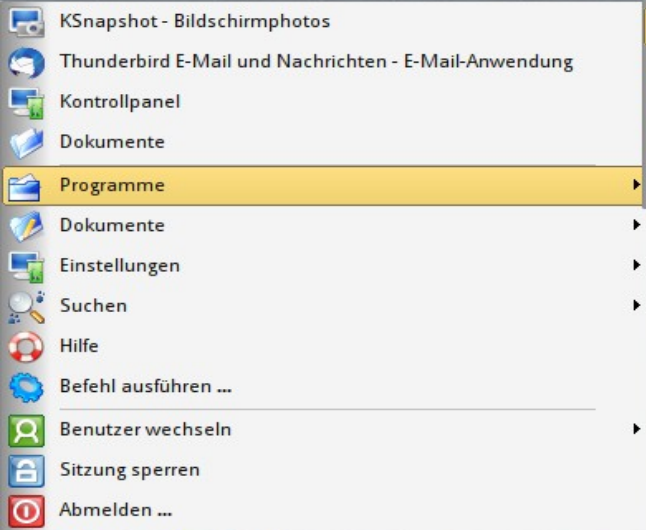 KSnapshot - Bildschirmphotos
Thunderbird E-Mail und Nachrichten - E-Mail-Anwendung
Kontrollpanel
Dokumente
Programme
Dokumente
Einstellungen
Suchen
Hilfe
Befehl ausführen ...
Benutzer wechseln
Sitzung sperren
Abmelden ...